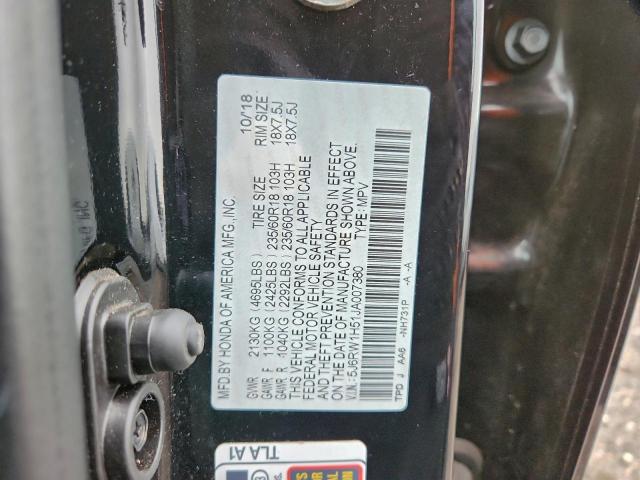 MFD.BY HONDA OF AMERICA MFG.,INC. 10/18
TIRE SIZE RIM SIZE
GVWR 2130KG (4695LBS)
GAWR F 1100KG (2425LBS) 235/60R18 103H 18X7.5J
GAWR R 1040KG (2292LBS) 235/60R18 103H 18X7.5J
THIS VEHICLE CONFORMS TO ALL APPLICABLE
FEDERAL MOTOR VEHICLE SAFETY
AND THEFT PREVENTION STANDARDS IN EFFECT
ON THE DATE OF MANUFACTURE SHOWN ABOVE.
V.I.N.: 5J6RW1H51JA007380 TYPE: MPV
TPD J AA6 -NH731P -A -A
TLA A1